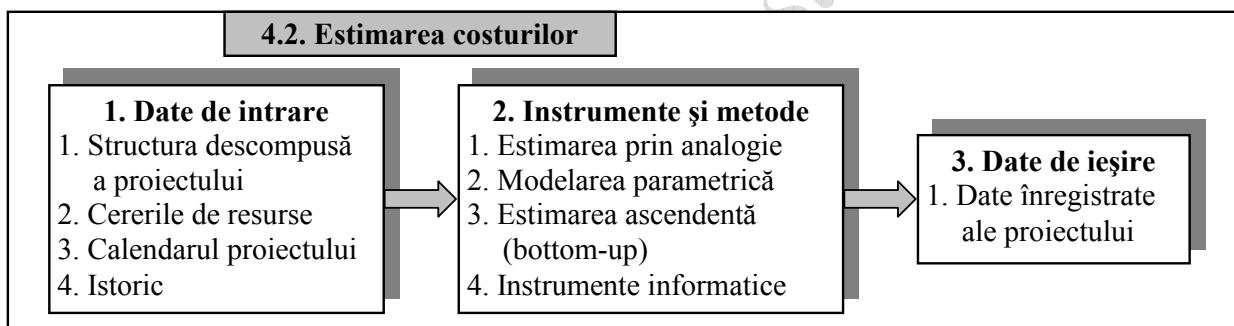 4.2. Estimarea costurilor
1. Date de intrare
1. Structura descompusă
a proiectului
2. Cererile de resurse
3. Calendarul proiectului
4. Istoric
2. Instrumente şi metode
1. Estimarea prin analogie
2. Modelarea parametrică
3. Estimarea ascendentă
(bottom-up)
4. Instrumente informatice
3. Date de ieşire
1. Date înregistrate
ale proiectului